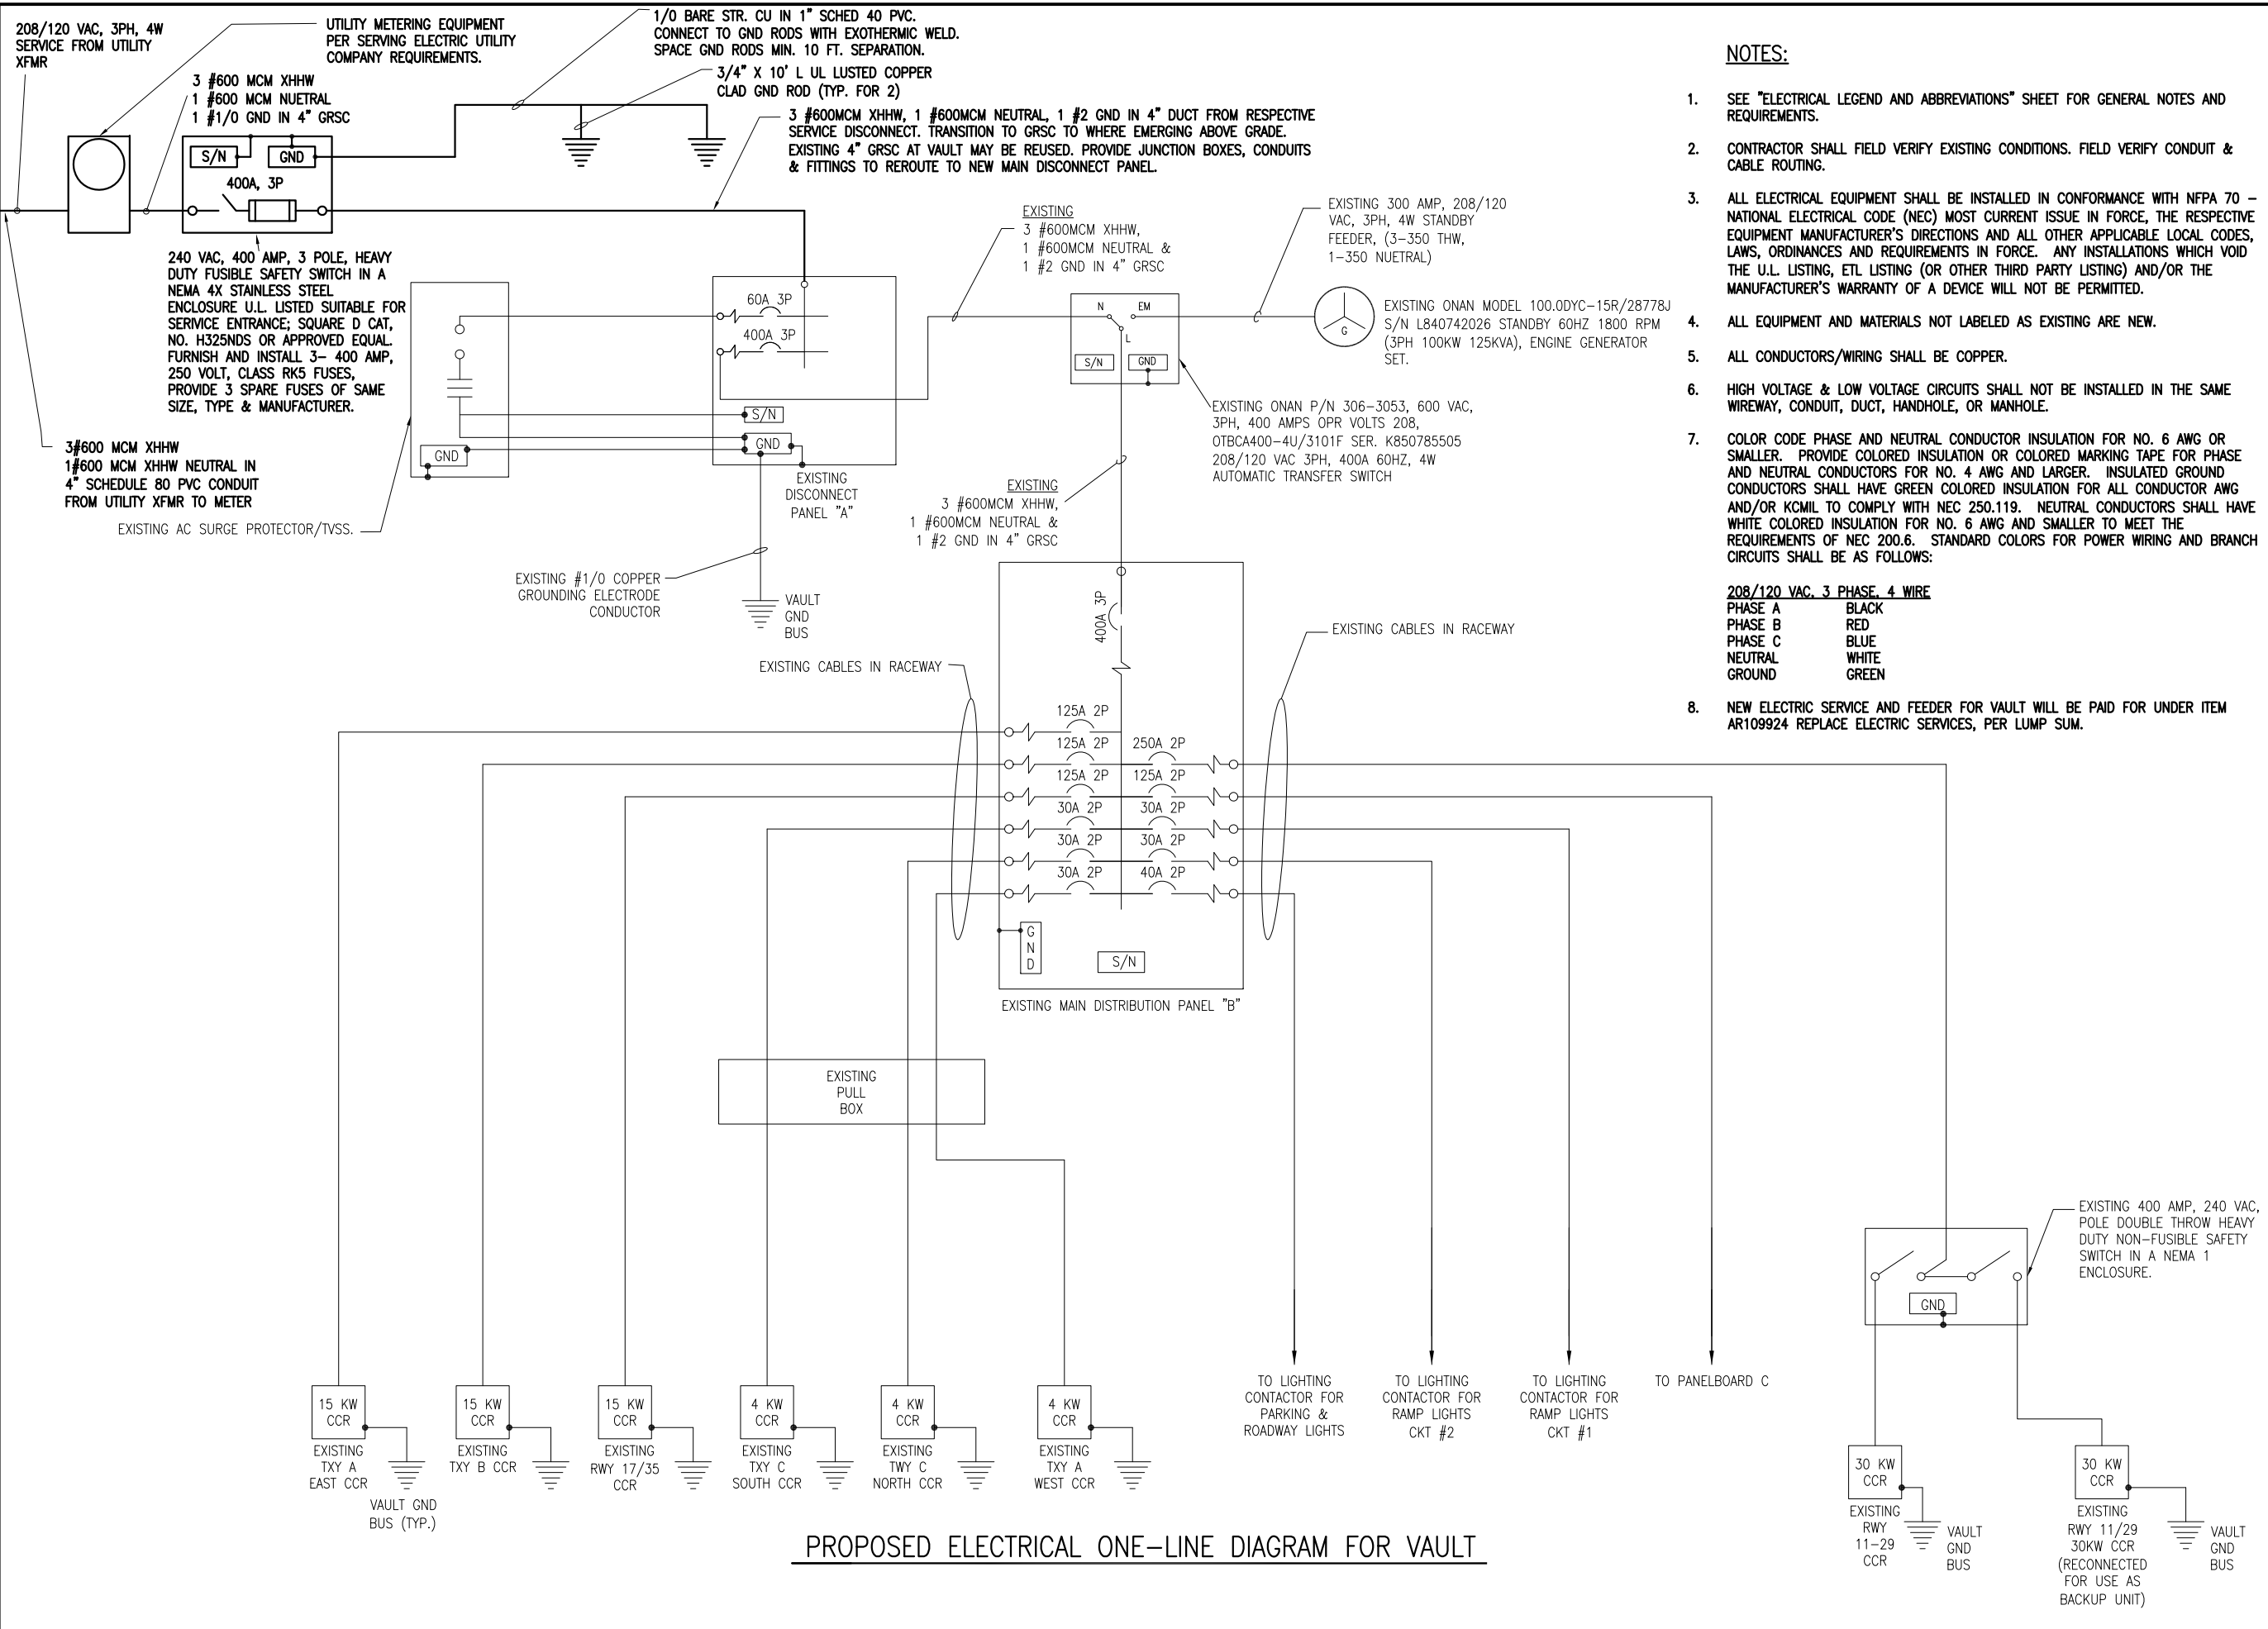 208/120 VAC, 3PH, 4W
SERVICE FROM UTILITY
XFMR
UTILITY METERING EQUIPMENT
PER SERVING ELECTRIC UTILITY
COMPANY REQUIREMENTS.
3 #600 MCM XHHW
1 #600 MCM NUETRAL
1 #1/0 GND IN 4" GRSC
1/0 BARE STR. CU IN 1" SCHED 40 PVC.
CONNECT TO GND RODS WITH EXOTHERMIC WELD.
SPACE GND RODS MIN. 10 FT. SEPARATION.
3/4" X 10' L UL LUSTED COPPER
CLAD GND ROD (TYP. FOR 2)
3 #600MCM XHHW, 1 #600MCM NEUTRAL, 1 #2 GND IN 4" DUCT FROM RESPECTIVE
SERVICE DISCONNECT. TRANSITION TO GRSC TO WHERE EMERGING ABOVE GRADE.
EXISTING 4" GRSC AT VAULT MAY BE REUSED. PROVIDE JUNCTION BOXES, CONDUITS
& FITTINGS TO REROUTE TO NEW MAIN DISCONNECT PANEL.
S/N
GND
400A, 3P
240 VAC, 400 AMP, 3 POLE, HEAVY
DUTY FUSIBLE SAFETY SWITCH IN A
NEMA 4X STAINLESS STEEL
ENCLOSURE U.L. LISTED SUITABLE FOR
SERVICE ENTRANCE; SQUARE D CAT,
NO. H325NDS OR APPROVED EQUAL.
FURNISH AND INSTALL 3- 400 AMP,
250 VOLT, CLASS RK5 FUSES,
PROVIDE 3 SPARE FUSES OF SAME
SIZE, TYPE & MANUFACTURER.
3#600 MCM XHHW
1#600 MCM XHHW NEUTRAL IN
4" SCHEDULE 80 PVC CONDUIT
FROM UTILITY XFMR TO METER
EXISTING AC SURGE PROTECTOR/TVSS.
GND
60A 3P
400A 3P
S/N
GND
EXISTING
DISCONNECT
PANEL "A"
EXISTING #1/0 COPPER
GROUNDING ELECTRODE
CONDUCTOR
VAULT
GND
BUS
EXISTING
3 #600MCM XHHW,
1 #600MCM NEUTRAL &
1 #2 GND IN 4" GRSC
EXISTING 300 AMP, 208/120
VAC, 3PH, 4W STANDBY
FEEDER, (3-350 THW,
1-350 NUETRAL)
N
EM
L
S/N
GND
G
EXISTING ONAN MODEL 100.0DYC-15R/28778J
S/N L840742026 STANDBY 60HZ 1800 RPM
(3PH 100KW 125KVA), ENGINE GENERATOR
SET.
EXISTING ONAN P/N 306-3053, 600 VAC,
3PH, 400 AMPS OPR VOLTS 208,
OTBCA400-4U/3101F SER. K850785505
208/120 VAC 3PH, 400A 60HZ, 4W
AUTOMATIC TRANSFER SWITCH
EXISTING
3 #600MCM XHHW,
1 #600MCM NEUTRAL &
1 #2 GND IN 4" GRSC
400A 3P
EXISTING CABLES IN RACEWAY
EXISTING CABLES IN RACEWAY
125A 2P
125A 2P 250A 2P
125A 2P 125A 2P
30A 2P 30A 2P
30A 2P 30A 2P
30A 2P 40A 2P
G
N
D
S/N
EXISTING MAIN DISTRIBUTION PANEL "B"
EXISTING
PULL
BOX
NOTES:
1. SEE "ELECTRICAL LEGEND AND ABBREVIATIONS" SHEET FOR GENERAL NOTES AND
REQUIREMENTS.
2. CONTRACTOR SHALL FIELD VERIFY EXISTING CONDITIONS. FIELD VERIFY CONDUIT &
CABLE ROUTING.
3. ALL ELECTRICAL EQUIPMENT SHALL BE INSTALLED IN CONFORMANCE WITH NFPA 70 –
NATIONAL ELECTRICAL CODE (NEC) MOST CURRENT ISSUE IN FORCE, THE RESPECTIVE
EQUIPMENT MANUFACTURER'S DIRECTIONS AND ALL OTHER APPLICABLE LOCAL CODES,
LAWS, ORDINANCES AND REQUIREMENTS IN FORCE. ANY INSTALLATIONS WHICH VOID
THE U.L. LISTING, ETL LISTING (OR OTHER THIRD PARTY LISTING) AND/OR THE
MANUFACTURER'S WARRANTY OF A DEVICE WILL NOT BE PERMITTED.
4. ALL EQUIPMENT AND MATERIALS NOT LABELED AS EXISTING ARE NEW.
5. ALL CONDUCTORS/WIRING SHALL BE COPPER.
6. HIGH VOLTAGE & LOW VOLTAGE CIRCUITS SHALL NOT BE INSTALLED IN THE SAME
WIREWAY, CONDUIT, DUCT, HANDHOLE, OR MANHOLE.
7. COLOR CODE PHASE AND NEUTRAL CONDUCTOR INSULATION FOR NO. 6 AWG OR
SMALLER. PROVIDE COLORED INSULATION OR COLORED MARKING TAPE FOR PHASE
AND NEUTRAL CONDUCTORS FOR NO. 4 AWG AND LARGER. INSULATED GROUND
CONDUCTORS SHALL HAVE GREEN COLORED INSULATION FOR ALL CONDUCTOR AWG
AND/OR KCMIL TO COMPLY WITH NEC 250.119. NEUTRAL CONDUCTORS SHALL HAVE
WHITE COLORED INSULATION FOR NO. 6 AWG AND SMALLER TO MEET THE
REQUIREMENTS OF NEC 200.6. STANDARD COLORS FOR POWER WIRING AND BRANCH
CIRCUITS SHALL BE AS FOLLOWS:
208/120 VAC, 3 PHASE, 4 WIRE
PHASE A BLACK
PHASE B RED
PHASE C BLUE
NEUTRAL WHITE
GROUND GREEN
8. NEW ELECTRIC SERVICE AND FEEDER FOR VAULT WILL BE PAID FOR UNDER ITEM
AR109924 REPLACE ELECTRIC SERVICES, PER LUMP SUM.
EXISTING 400 AMP, 240 VAC,
POLE DOUBLE THROW HEAVY
DUTY NON-FUSIBLE SAFETY
SWITCH IN A NEMA 1
ENCLOSURE.
GND
15 KW
CCR
EXISTING
TXY A
EAST CCR
VAULT GND
BUS (TYP.)
15 KW
CCR
EXISTING
TXY B CCR
15 KW
CCR
EXISTING
RWY 17/35
CCR
4 KW
CCR
EXISTING
TXY C
SOUTH CCR
4 KW
CCR
EXISTING
TWY C
NORTH CCR
4 KW
CCR
EXISTING
TXY A
WEST CCR
TO LIGHTING
CONTACTOR FOR
PARKING &
ROADWAY LIGHTS
TO LIGHTING
CONTACTOR FOR
RAMP LIGHTS
CKT #2
TO LIGHTING
CONTACTOR FOR
RAMP LIGHTS
CKT #1
TO PANELBOARD C
30 KW
CCR
EXISTING
RWY
11-29
CCR
VAULT
GND
BUS
30 KW
CCR
EXISTING
RWY 11/29
30KW CCR
(RECONNECTED
FOR USE AS
BACKUP UNIT)
VAULT
GND
BUS
PROPOSED ELECTRICAL ONE-LINE DIAGRAM FOR VAULT